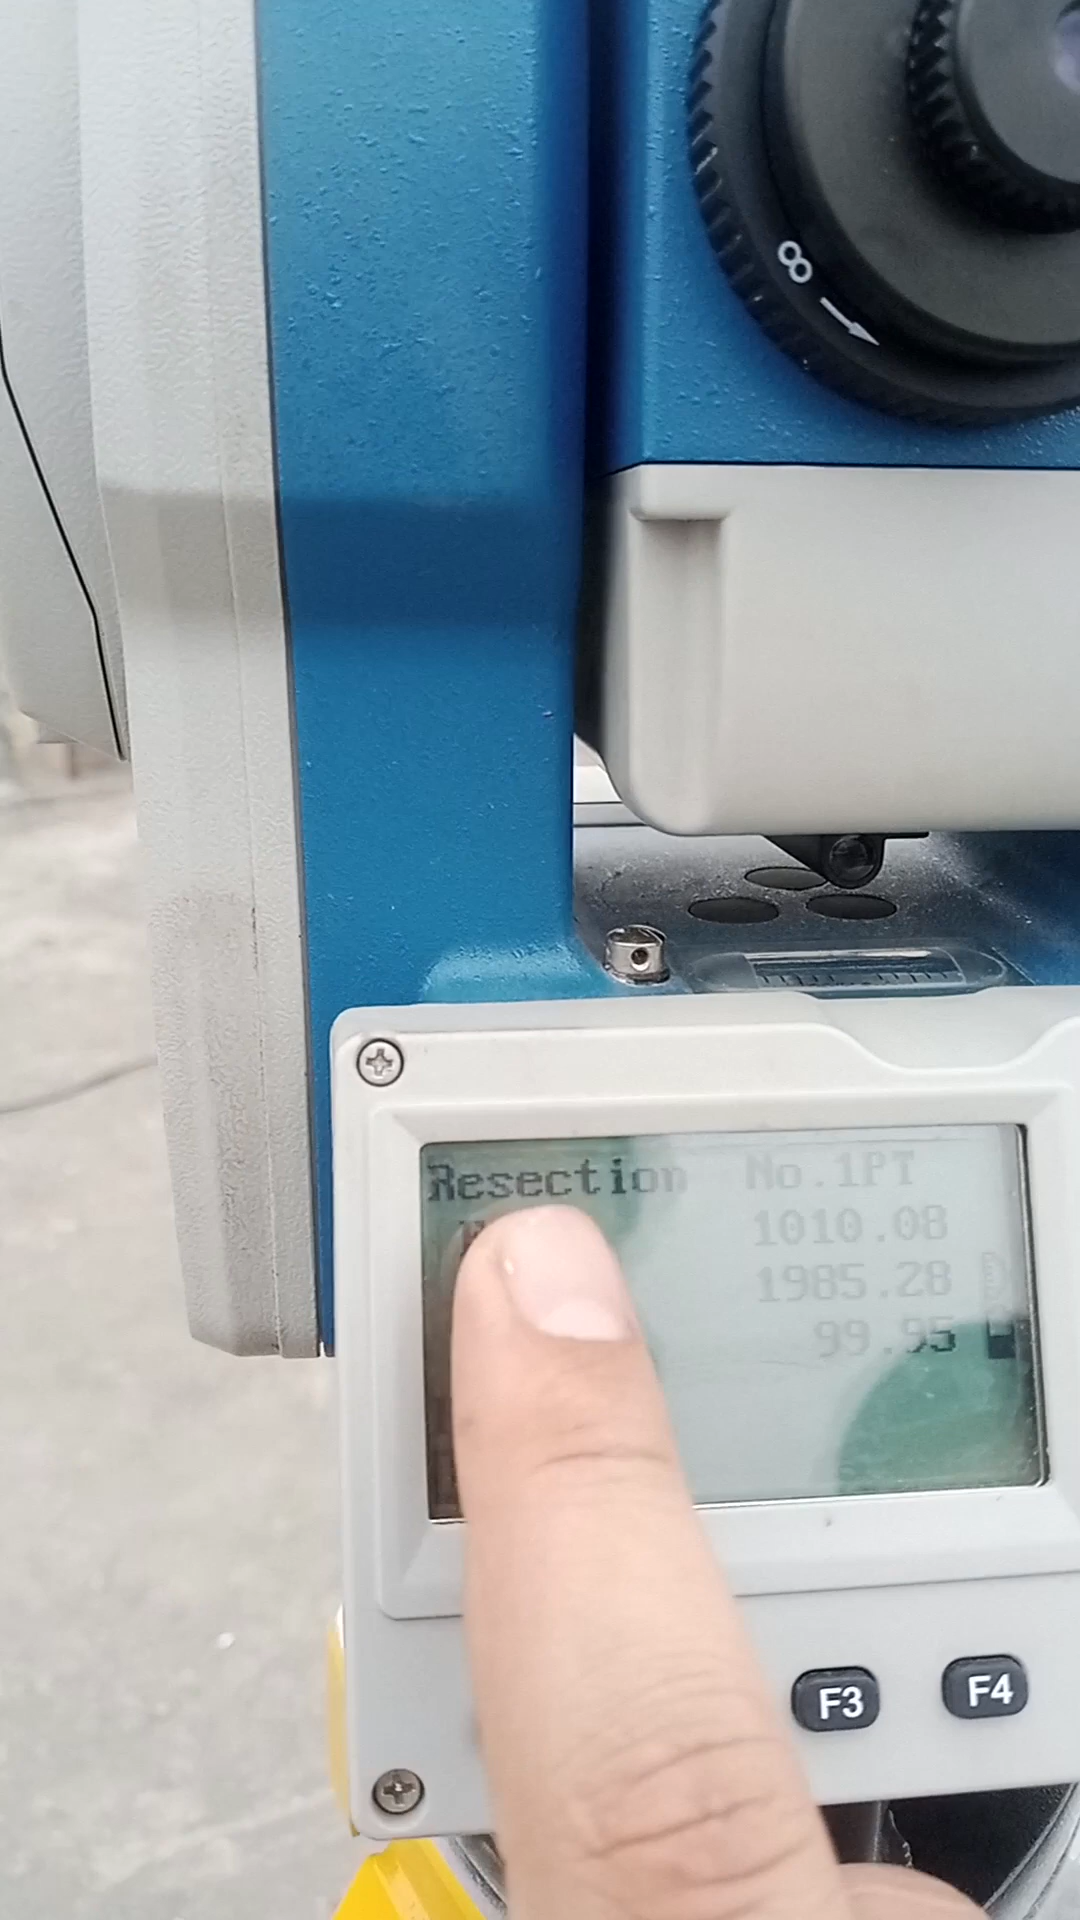 ∞
Resection No.1PT
1010.08
1985.28
99.95
F3 F4